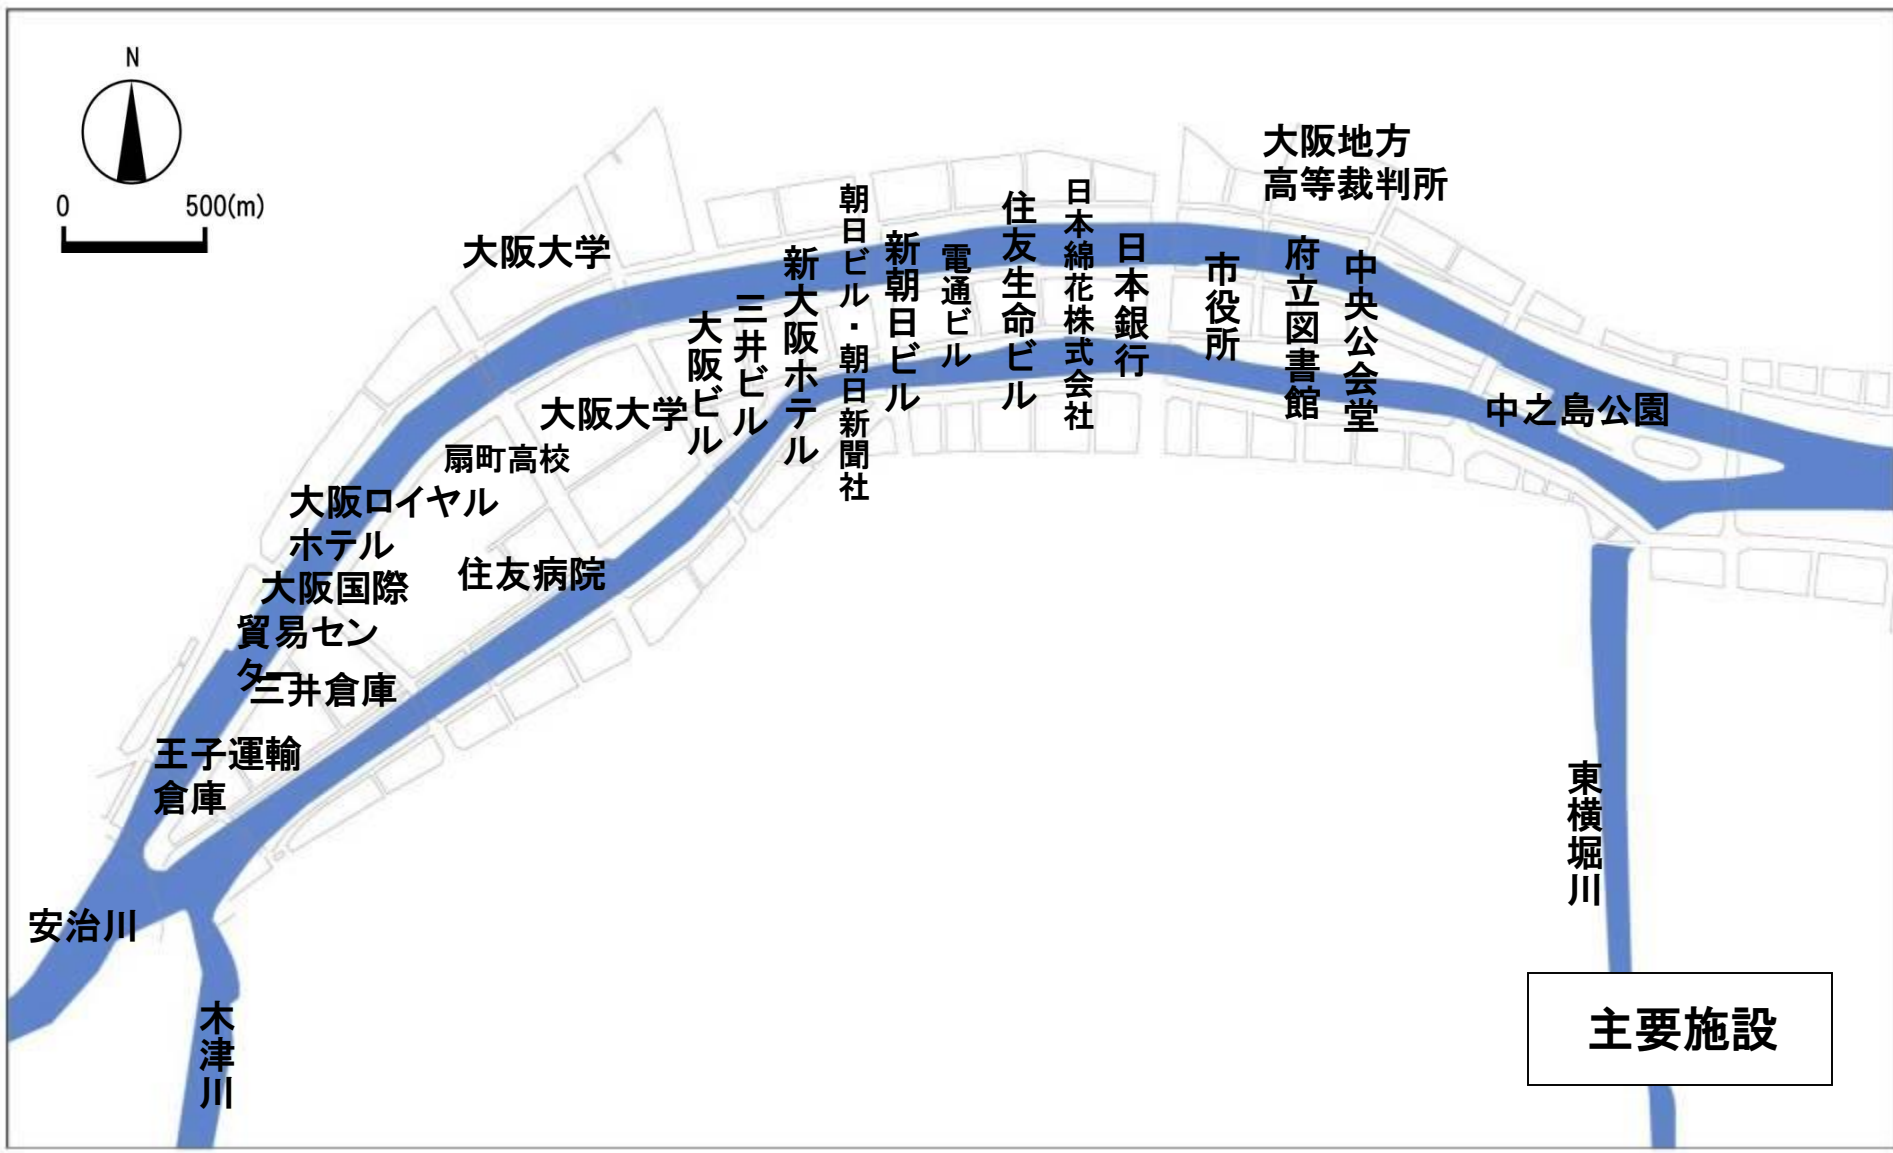 N
0
500(m)
大阪地方
高等裁判所
大阪大学
大阪ビル
三井ビル
新大阪ホテル
朝日ビル・朝日新聞社
新朝日ビル
電通ビル
住友生命ビル
日本綿花株式会社
日本銀行
市役所
府立図書館
中央公会堂
中之島公園
大阪大学
扇町高校
大阪ロイヤル
ホテル
大阪国際
貿易セン
ター
住友病院
三井倉庫
王子運輸
倉庫
安治川
木津川
東横堀川
主要施設